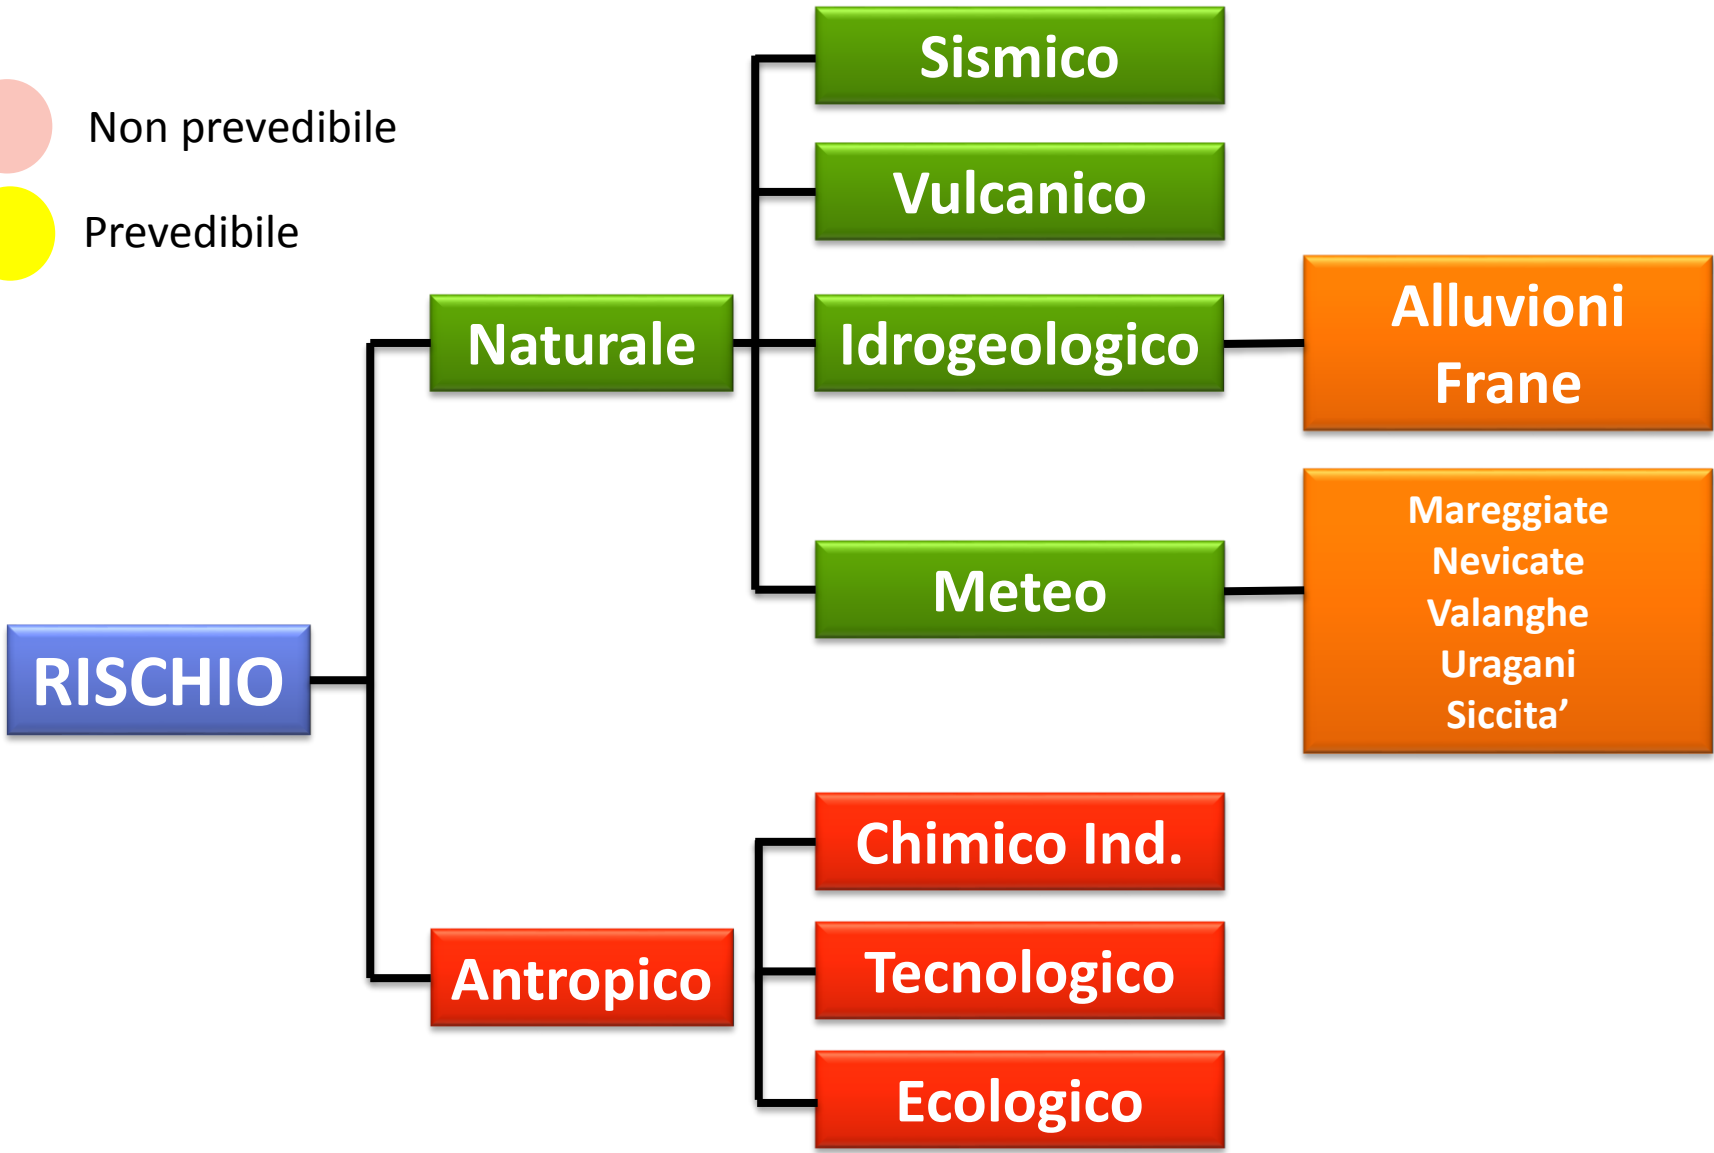 Non prevedibile
Prevedibile
RISCHIO
Naturale
Sismico
Vulcanico
Idrogeologico
Alluvioni
Frane
Meteo
Mareggiate
Nevicate
Valanghe
Uragani
Siccita’
Antropico
Chimico Ind.
Tecnologico
Ecologico